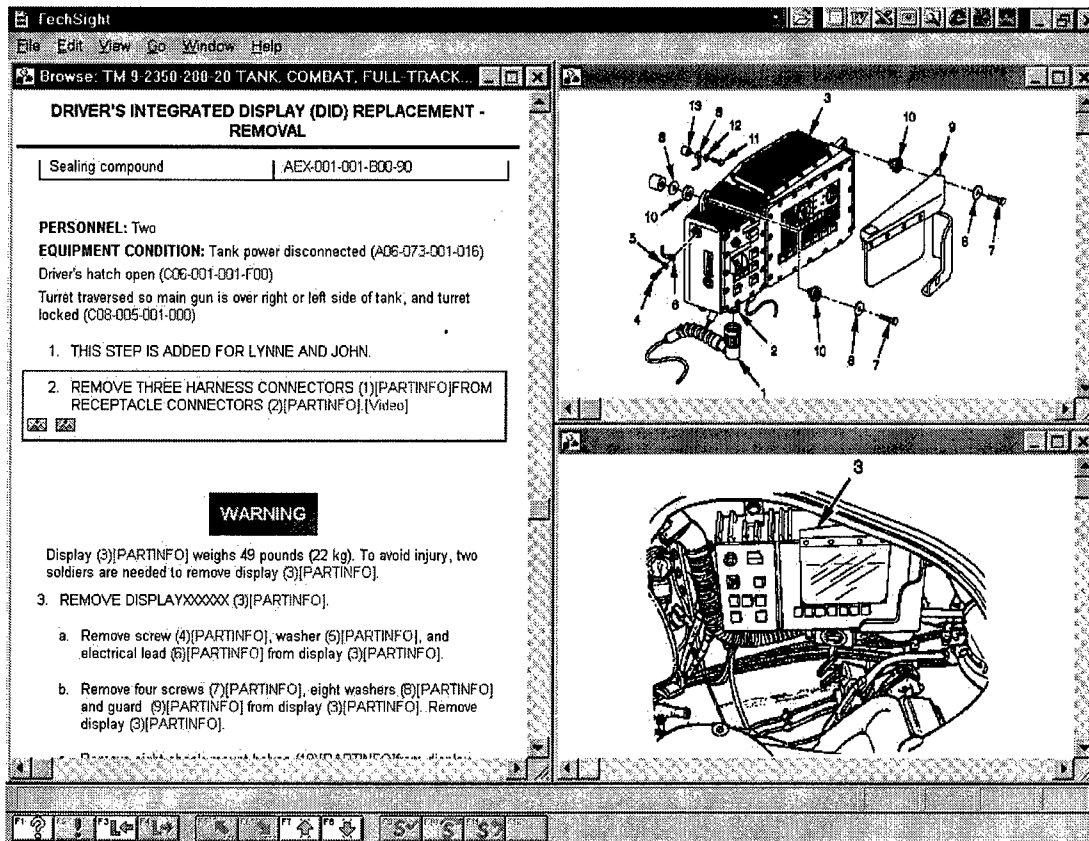 TechSight
File Edit View Go Window Help
Browse: TM 9-2350-200-20 TANK, COMBAT, FULL-TRACK...
DRIVER'S INTEGRATED DISPLAY (DID) REPLACEMENT -
REMOVAL
Sealing compound AEX-001-001-B00-90
PERSONNEL: Two
EQUIPMENT CONDITION: Tank power disconnected (A06-073-001-016)
Driver's hatch open (C06-001-001-F00)
Turret traversed so main gun is over right or left side of tank, and turret
locked (C08-005-001-000)
1. THIS STEP IS ADDED FOR LYNNE AND JOHN.
2. REMOVE THREE HARNESS CONNECTORS (1)[PARTINFO]FROM
RECEPTACLE CONNECTORS (2)[PARTINFO].[Video]
WARNING
Display (3)[PARTINFO] weighs 49 pounds (22 kg). To avoid injury, two
soldiers are needed to remove display (3)[PARTINFO].
3. REMOVE DISPLAYXXXXXX (3)[PARTINFO].
a. Remove screw (4)[PARTINFO], washer (5)[PARTINFO], and
electrical lead (6)[PARTINFO] from display (3)[PARTINFO].
b. Remove four screws (7)[PARTINFO], eight washers (8)[PARTINFO]
and guard (9)[PARTINFO] from display (3)[PARTINFO]. Remove
display (3)[PARTINFO].
13 8 12 11 3 10 9
8
10
8 7
5
4 6
10 8 7
2
1
3
F1 F3 F7 F8